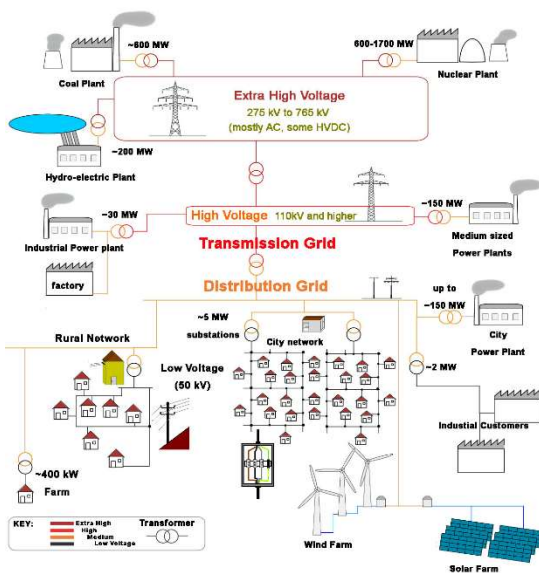 ~600 MW
Coal Plant
600-1700 MW
Nuclear Plant
Extra High Voltage
275 kV to 765 kV
(mostly AC, some HVDC)
~200 MW
Hydro-electric Plant
~30 MW
Industrial Power plant
factory
High Voltage 110kV and higher
~150 MW
Medium sized
Power Plants
Transmission Grid
Distribution Grid
up to
~150 MW
City
Power Plant
~5 MW
substations
Rural Network
City network
Low Voltage
(50 kV)
~2 MW
Industial Customers
~400 kW
Farm
Wind Farm
Solar Farm
KEY:
Extra High
High
Medium
Low Voltage
Transformer